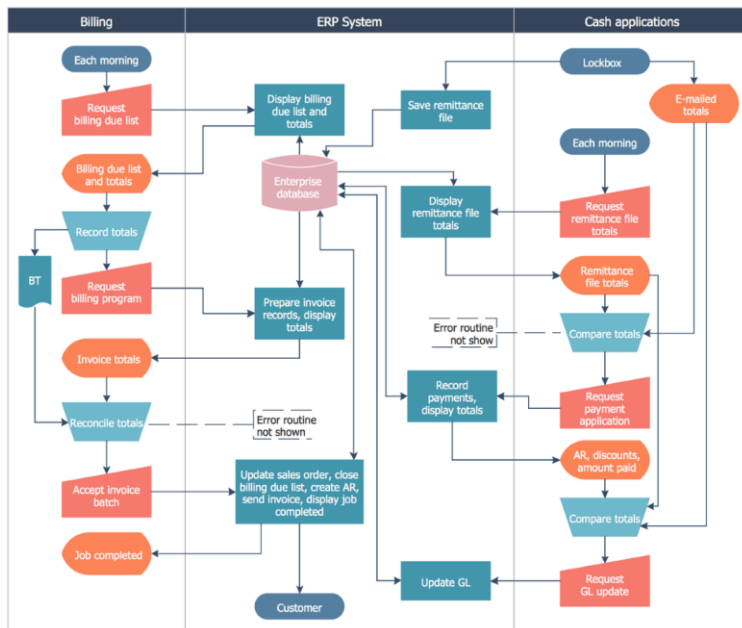 Billing
ERP System
Cash applications
Each morning
Request
billing due list
Billing due list
and totals
Record totals
BT
Request
billing program
Invoice totals
Reconcile totals
Error routine
not shown
Accept invoice
batch
Job completed
Display billing
due list and
totals
Save remittance
file
Enterprise
database
Display
remittance file
totals
Prepare invoice
records, display
totals
Error routine
not show
Record
payments,
display totals
Update sales order, close
billing due list, create AR,
send invoice, display job
completed
Update GL
Customer
Lockbox
E-mailed
totals
Each morning
Request
remittance file
totals
Remittance
file totals
Compare totals
Request
payment
application
AR, discounts,
amount paid
Compare totals
Request
GL update